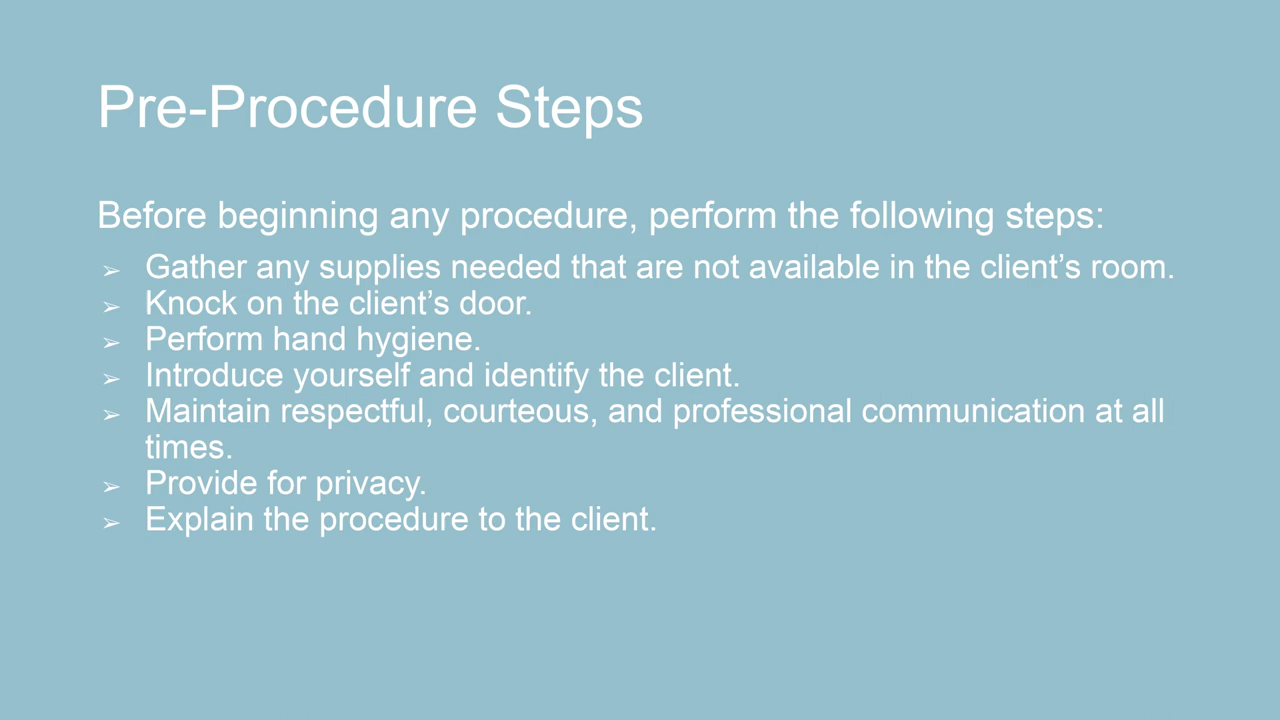 Pre-Procedure Steps
Before beginning any procedure, perform the following steps:
➢ Gather any supplies needed that are not available in the client’s room.
➢ Knock on the client’s door.
➢ Perform hand hygiene.
➢ Introduce yourself and identify the client.
➢ Maintain respectful, courteous, and professional communication at all
times.
➢ Provide for privacy.
➢ Explain the procedure to the client.